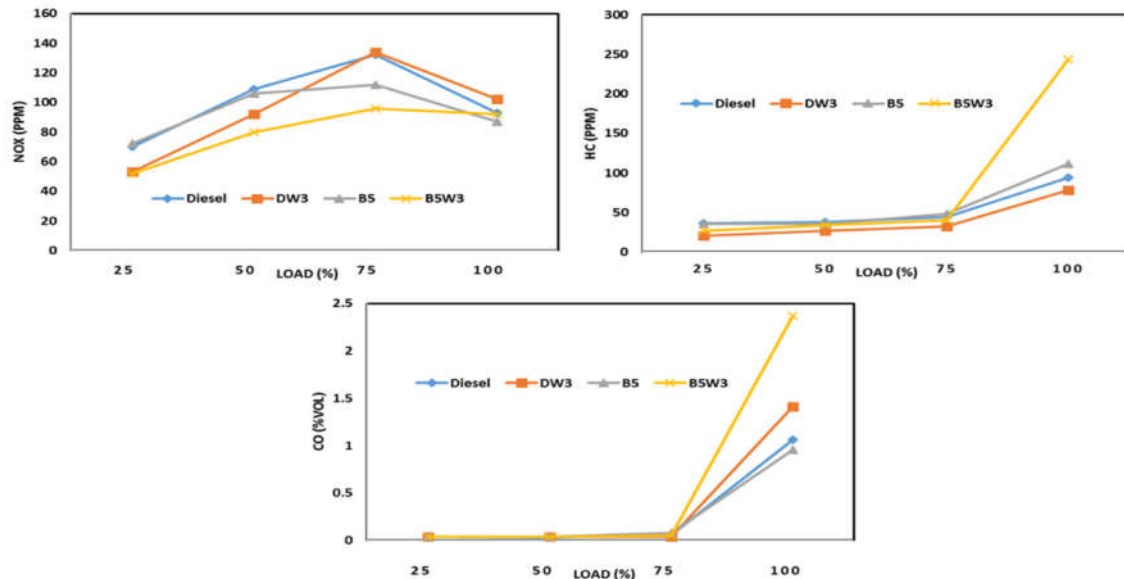 160
140
120
100
80
60
40
20
0
NOX (PPM)
Diesel DW3 B5 B5W3
25 50 75 100
LOAD (%)
300
250
200
150
100
50
0
HC (PPM)
Diesel DW3 B5 B5W3
25 50 75 100
LOAD (%)
2.5
2
1.5
1
0.5
0
CO (%VOL)
Diesel DW3 B5 B5W3
25 50 75 100
LOAD (%)